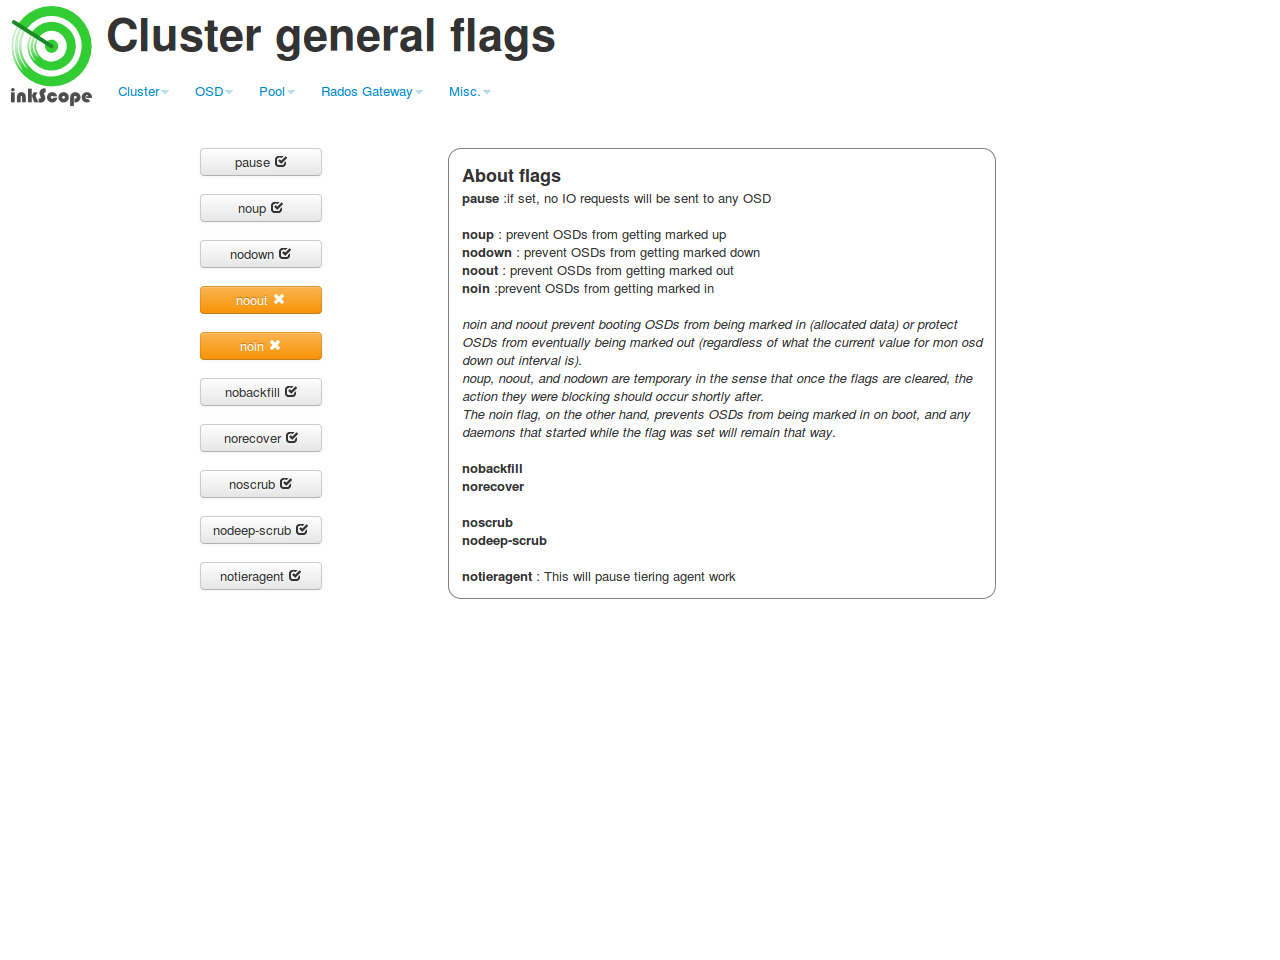 Cluster general flags
inkScope
Cluster OSD Pool Rados Gateway Misc.
pause
noup
nodown
noout
noin
nobackfill
norecover
noscrub
nodeep-scrub
notieragent
About flags
pause :if set, no IO requests will be sent to any OSD
noup : prevent OSDs from getting marked up
nodown : prevent OSDs from getting marked down
noout : prevent OSDs from getting marked out
noin :prevent OSDs from getting marked in
noin and noout prevent booting OSDs from being marked in (allocated data) or protect
OSDs from eventually being marked out (regardless of what the current value for mon osd
down out interval is).
noup, noout, and nodown are temporary in the sense that once the flags are cleared, the
action they were blocking should occur shortly after.
The noin flag, on the other hand, prevents OSDs from being marked in on boot, and any
daemons that started while the flag was set will remain that way.
nobackfill
norecover
noscrub
nodeep-scrub
notieragent : This will pause tiering agent work